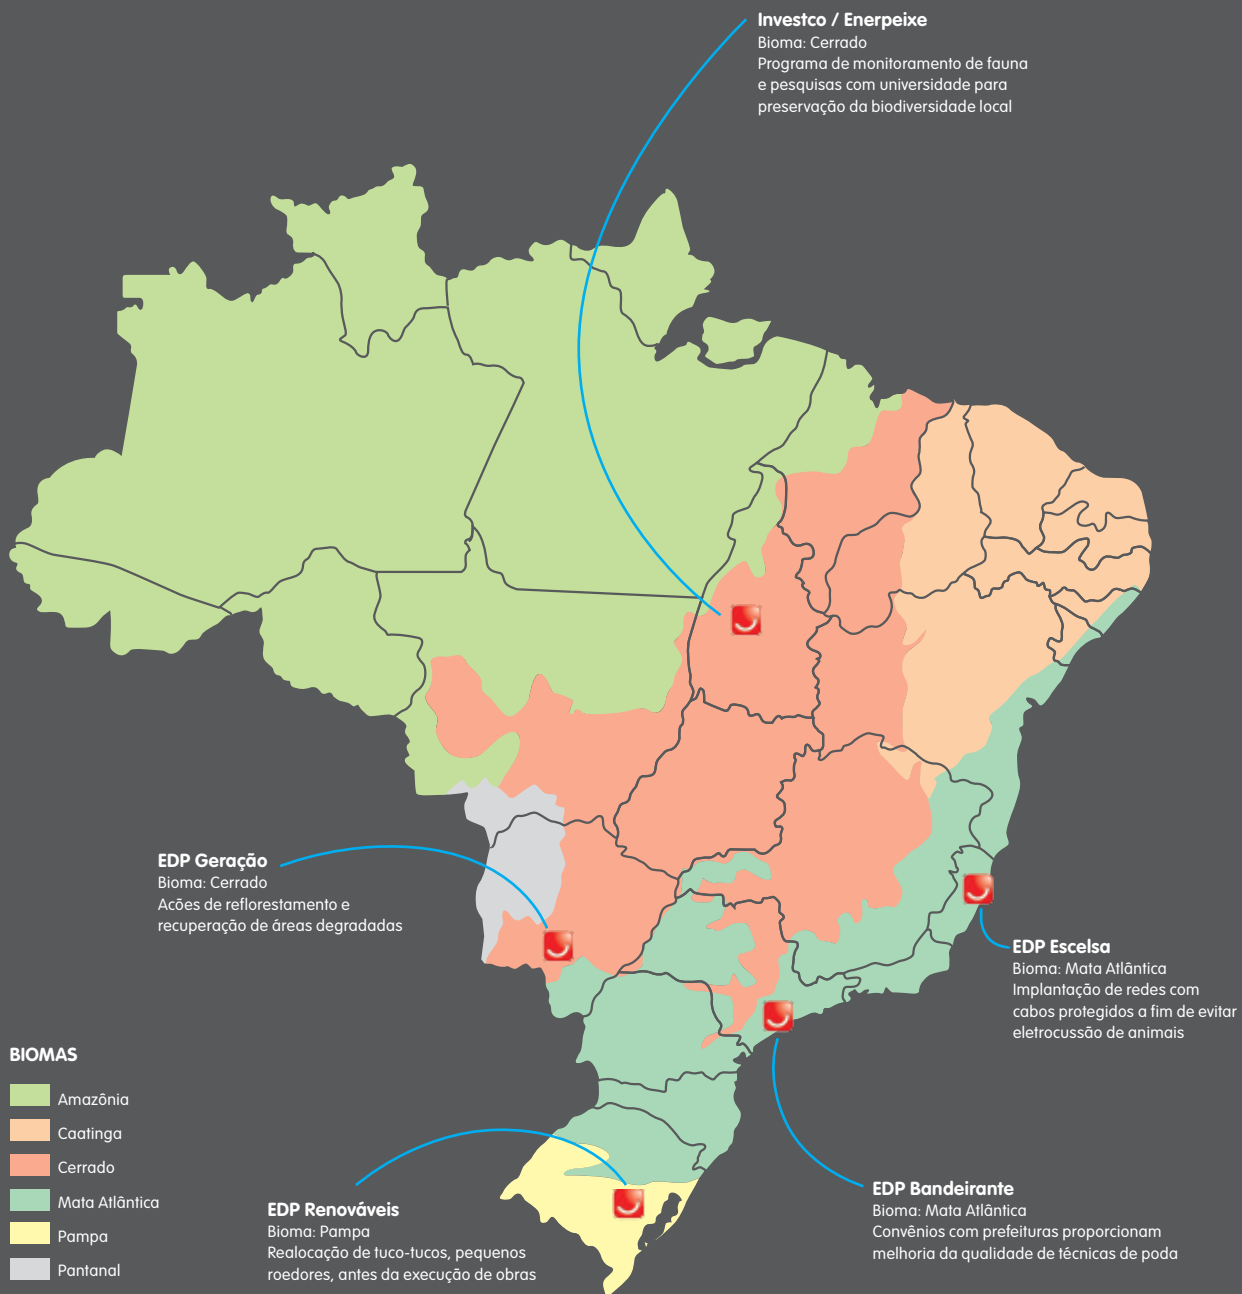 Investco / Enerpeixe
Bioma: Cerrado
Programa de monitoramento de fauna
e pesquisas com universidade para
preservação da biodiversidade local
EDP Geração
Bioma: Cerrado
Acões de reflorestamento e
recuperação de áreas degradadas
EDP Escelsa
Bioma: Mata Atlântica
Implantação de redes com
cabos protegidos a fim de evitar
eletrocussão de animais
BIOMAS
Amazônia
Caatinga
Cerrado
Mata Atlântica
Pampa
Pantanal
EDP Renováveis
Bioma: Pampa
Realocação de tuco-tucos, pequenos
roedores, antes da execução de obras
EDP Bandeirante
Bioma: Mata Atlântica
Convênios com prefeituras proporcionam
melhoria da qualidade de técnicas de poda